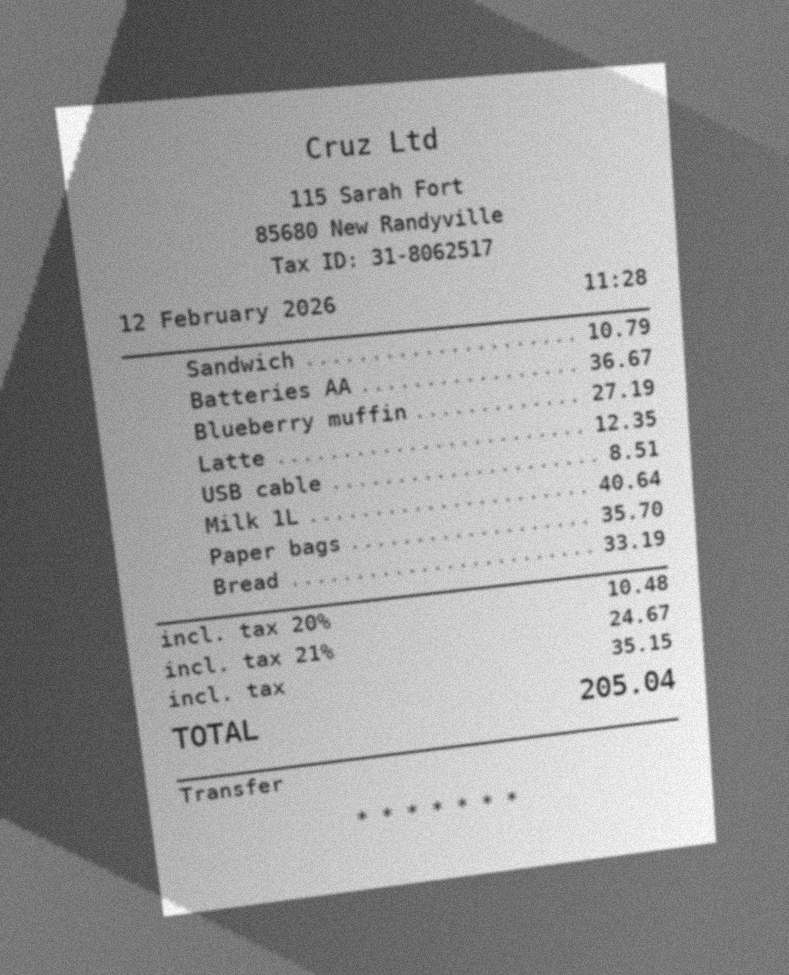 Cruz Ltd
115 Sarah Fort
85680 New Randyville
Tax ID: 31-8062517
12 February 2026 11:28
Sandwich ..................... 10.79
Batteries AA ................. 36.67
Blueberry muffin ............. 27.19
Latte ........................ 12.35
USB cable ..................... 8.51
Milk 1L ...................... 40.64
Paper bags ................... 35.70
Bread ........................ 33.19
incl. tax 20% 10.48
incl. tax 21% 24.67
incl. tax 35.15
TOTAL 205.04
Transfer
* * * * * * *